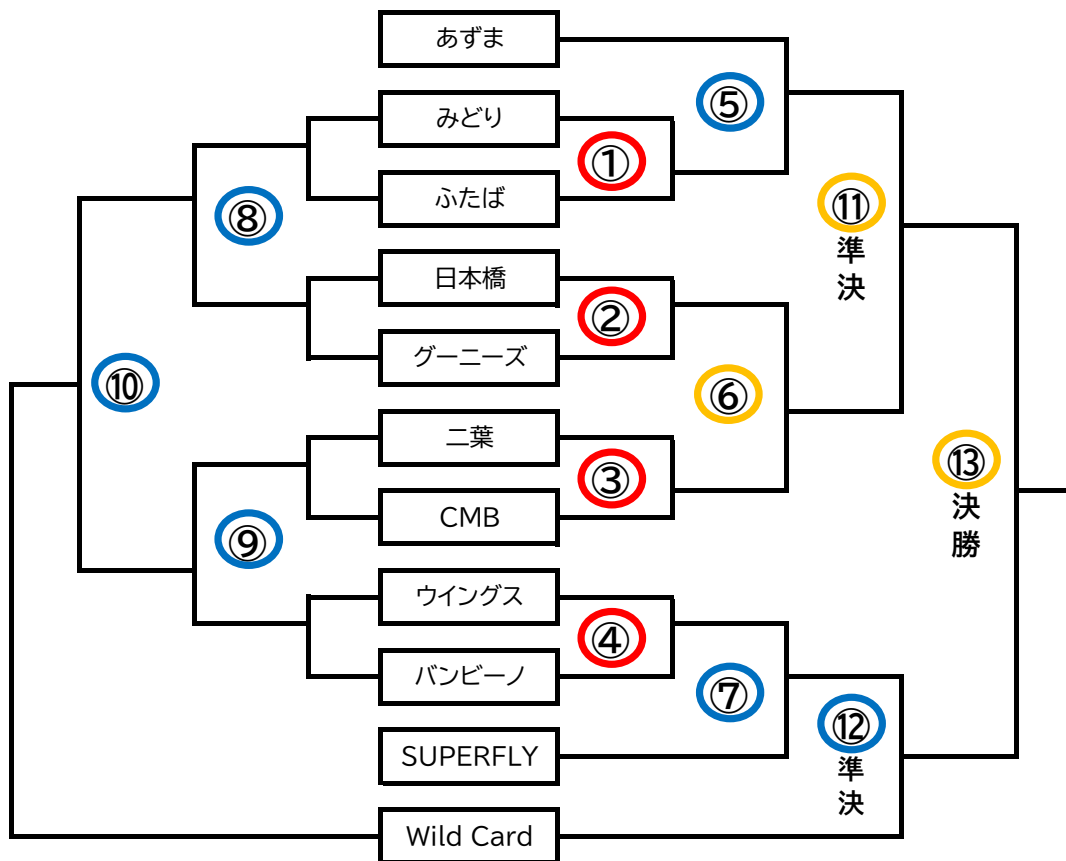 あずま
⑤
みどり
①
ふたば
⑧
⑪
準
決
日本橋
②
グーニーズ
⑩
⑥
二葉
③
CMB
⑬
決
勝
⑨
ウイングス
④
バンビーノ
⑦
⑫
準
決
SUPERFLY
Wild Card